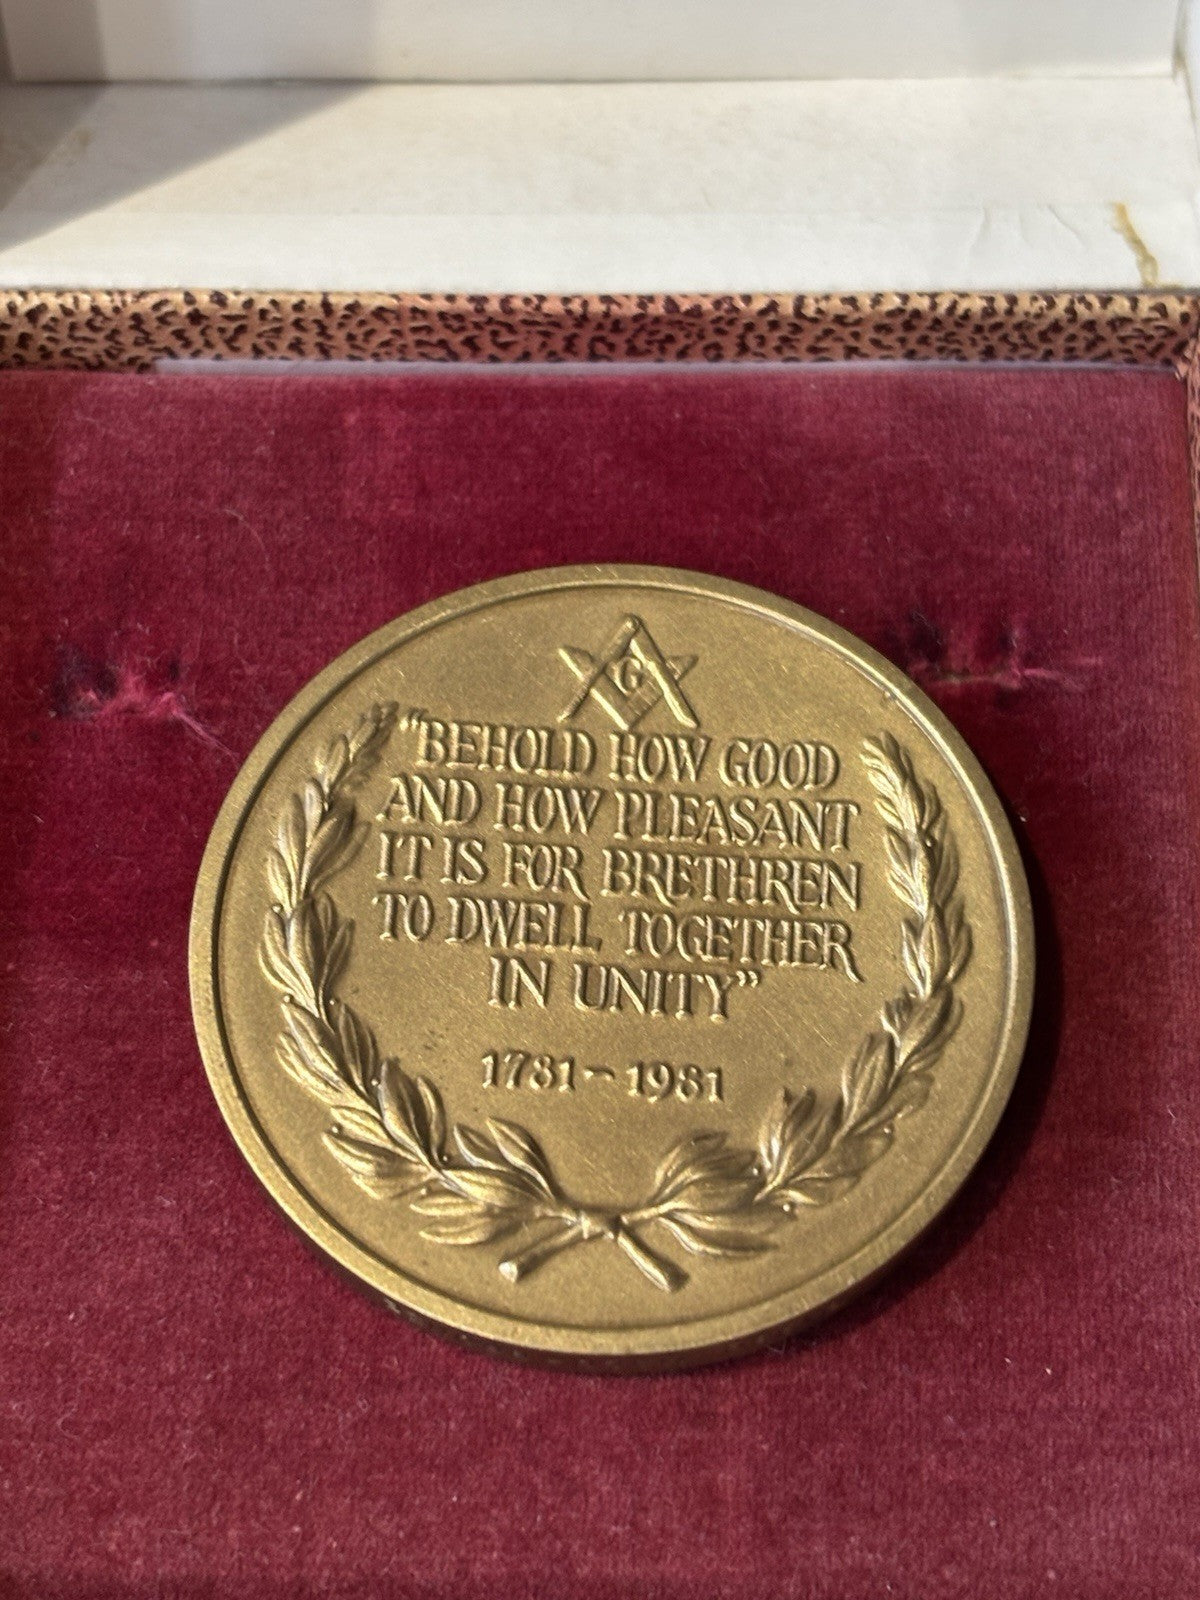 G
"BEHOLD HOW GOOD
AND HOW PLEASANT
IT IS FOR BRETHREN
TO DWELL TOGETHER
IN UNITY"
1781-1981